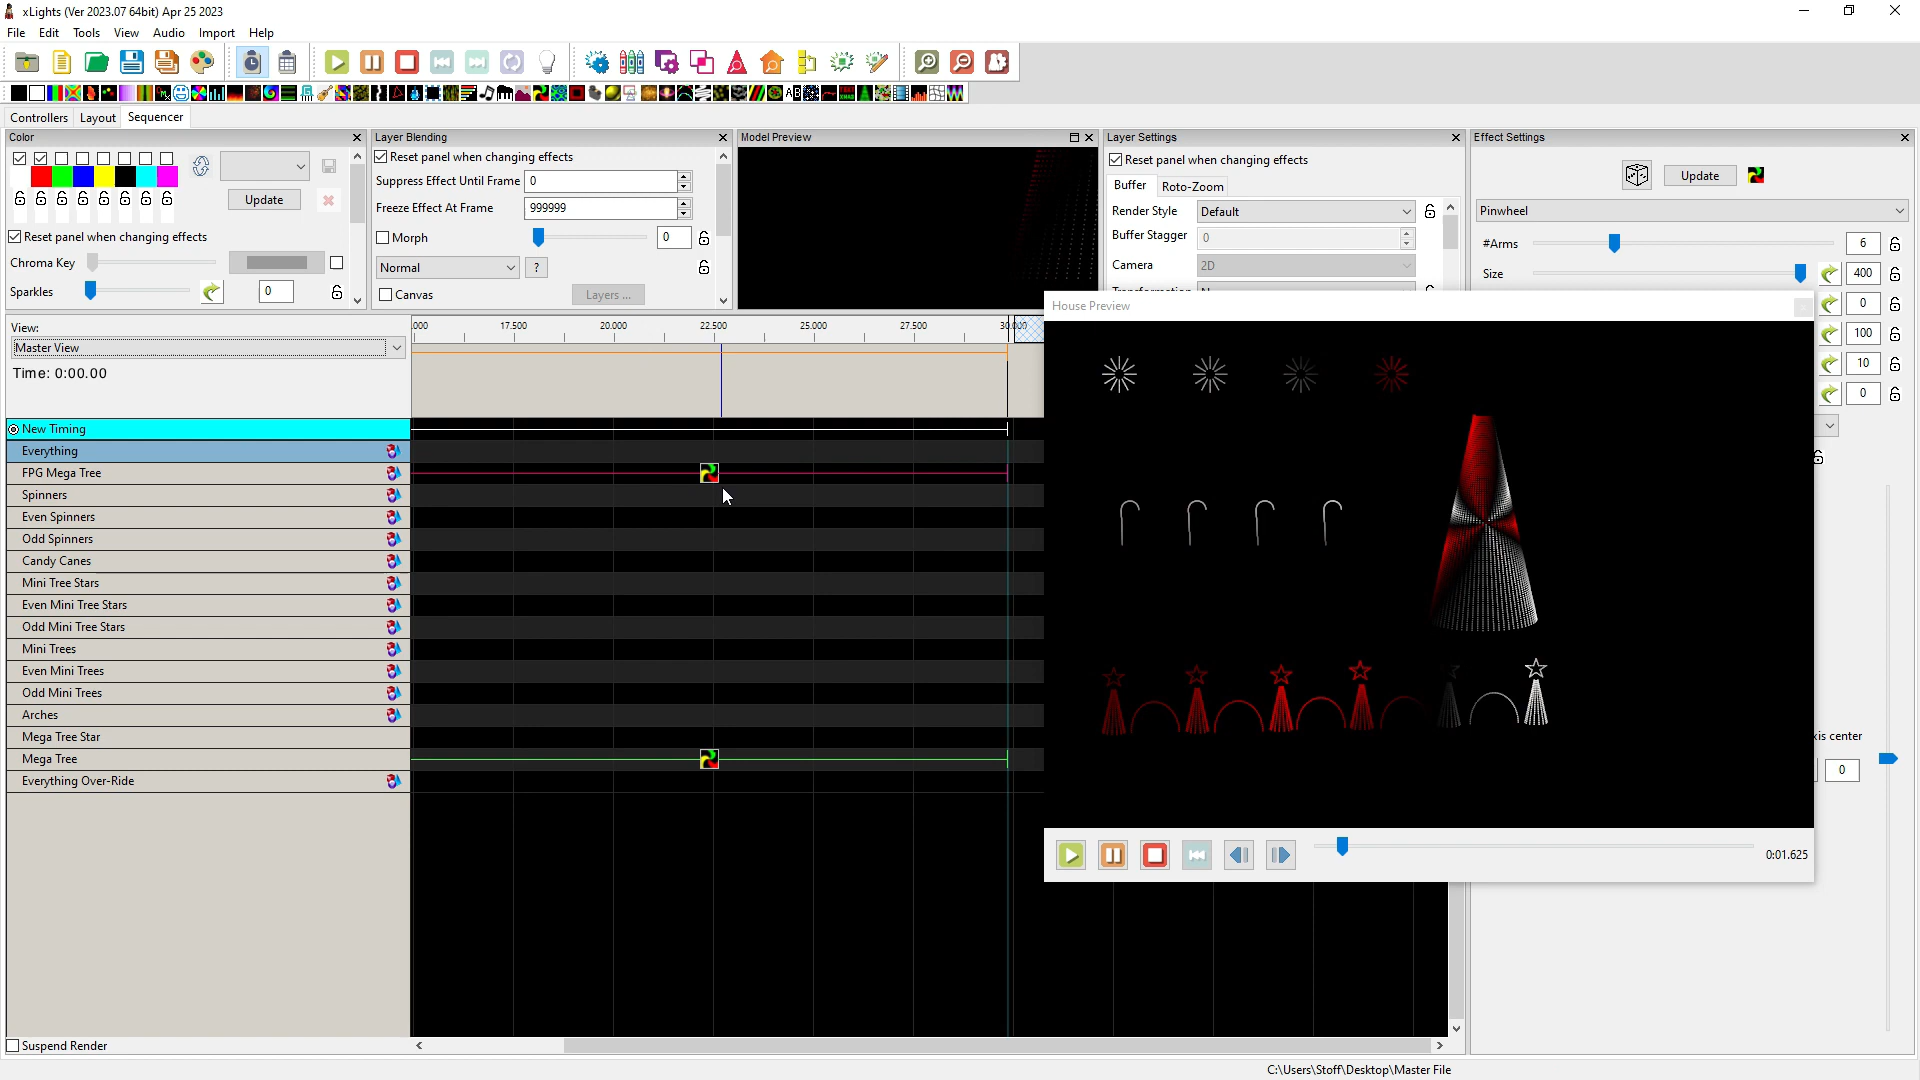 xLights (Ver 2023.07 64bit) Apr 25 2023
File Edit Tools View Audio Import Help
Controllers Layout Sequencer
Color
Update
Reset panel when changing effects
Chroma Key
Sparkles 0
Layer Blending
Reset panel when changing effects
Suppress Effect Until Frame 0
Freeze Effect At Frame 999999
Morph 0
Normal ?
Canvas Layers ...
Model Preview
Layer Settings
Reset panel when changing effects
Buffer Roto-Zoom
Render Style Default
Buffer Stagger 0
Camera 2D
Effect Settings
Update
Pinwheel
#Arms 6
Size 400
0
100
10
0
View:
Master View
Time: 0:00.00
.000 17.500 20.000 22.500 25.000 27.500 30.000
New Timing
Everything
FPG Mega Tree
Spinners
Even Spinners
Odd Spinners
Candy Canes
Mini Tree Stars
Even Mini Tree Stars
Odd Mini Tree Stars
Mini Trees
Even Mini Trees
Odd Mini Trees
Arches
Mega Tree Star
Mega Tree
Everything Over-Ride
House Preview
0:01.625
xis center
0
Suspend Render
C:\Users\Stoff\Desktop\Master File